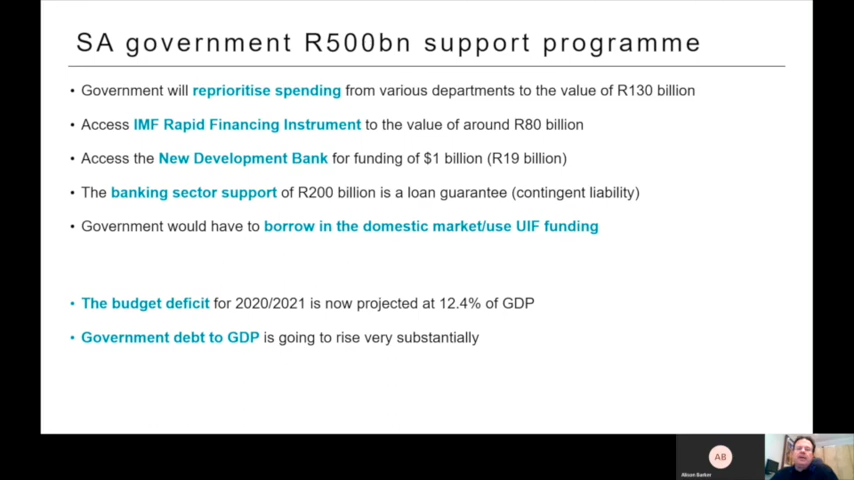 SA government R500bn support programme
• Government will reprioritise spending from various departments to the value of R130 billion
• Access IMF Rapid Financing Instrument to the value of around R80 billion
• Access the New Development Bank for funding of $1 billion (R19 billion)
• The banking sector support of R200 billion is a loan guarantee (contingent liability)
• Government would have to borrow in the domestic market/use UIF funding
• The budget deficit for 2020/2021 is now projected at 12.4% of GDP
• Government debt to GDP is going to rise very substantially
AB
Alison Barker